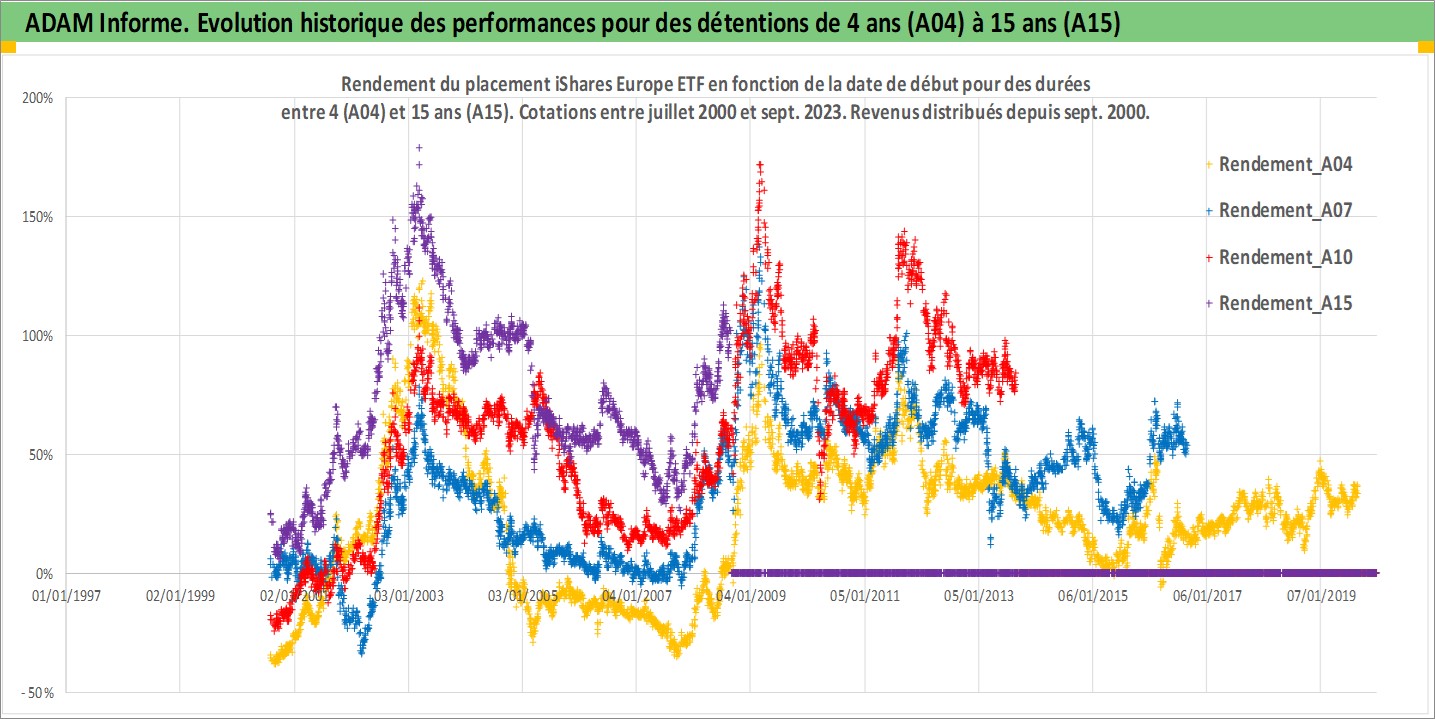 ADAM Informe. Evolution historique des performances pour des détentions de 4 ans (A04) à 15 ans (A15)
Rendement du placement iShares Europe ETF en fonction de la date de début pour des durées
entre 4 (A04) et 15 ans (A15). Cotations entre juillet 2000 et sept. 2023. Revenus distribués depuis sept. 2000.
200%
150%
100%
50%
0%
-50%
Rendement_A04
Rendement_A07
Rendement_A10
Rendement_A15
01/01/1997 02/01/1999 02/01/2001 03/01/2003 03/01/2005 04/01/2007 04/01/2009 05/01/2011 05/01/2013 06/01/2015 06/01/2017 07/01/2019